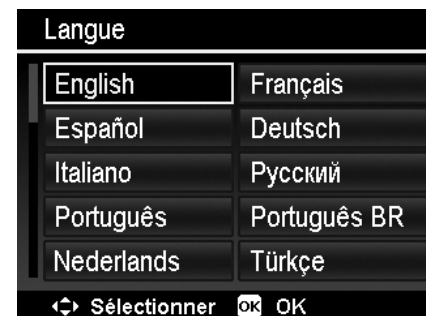 Langue
English Français
Español Deutsch
Italiano Русский
Português Português BR
Nederlands Türkçe
Sélectionner OK OK